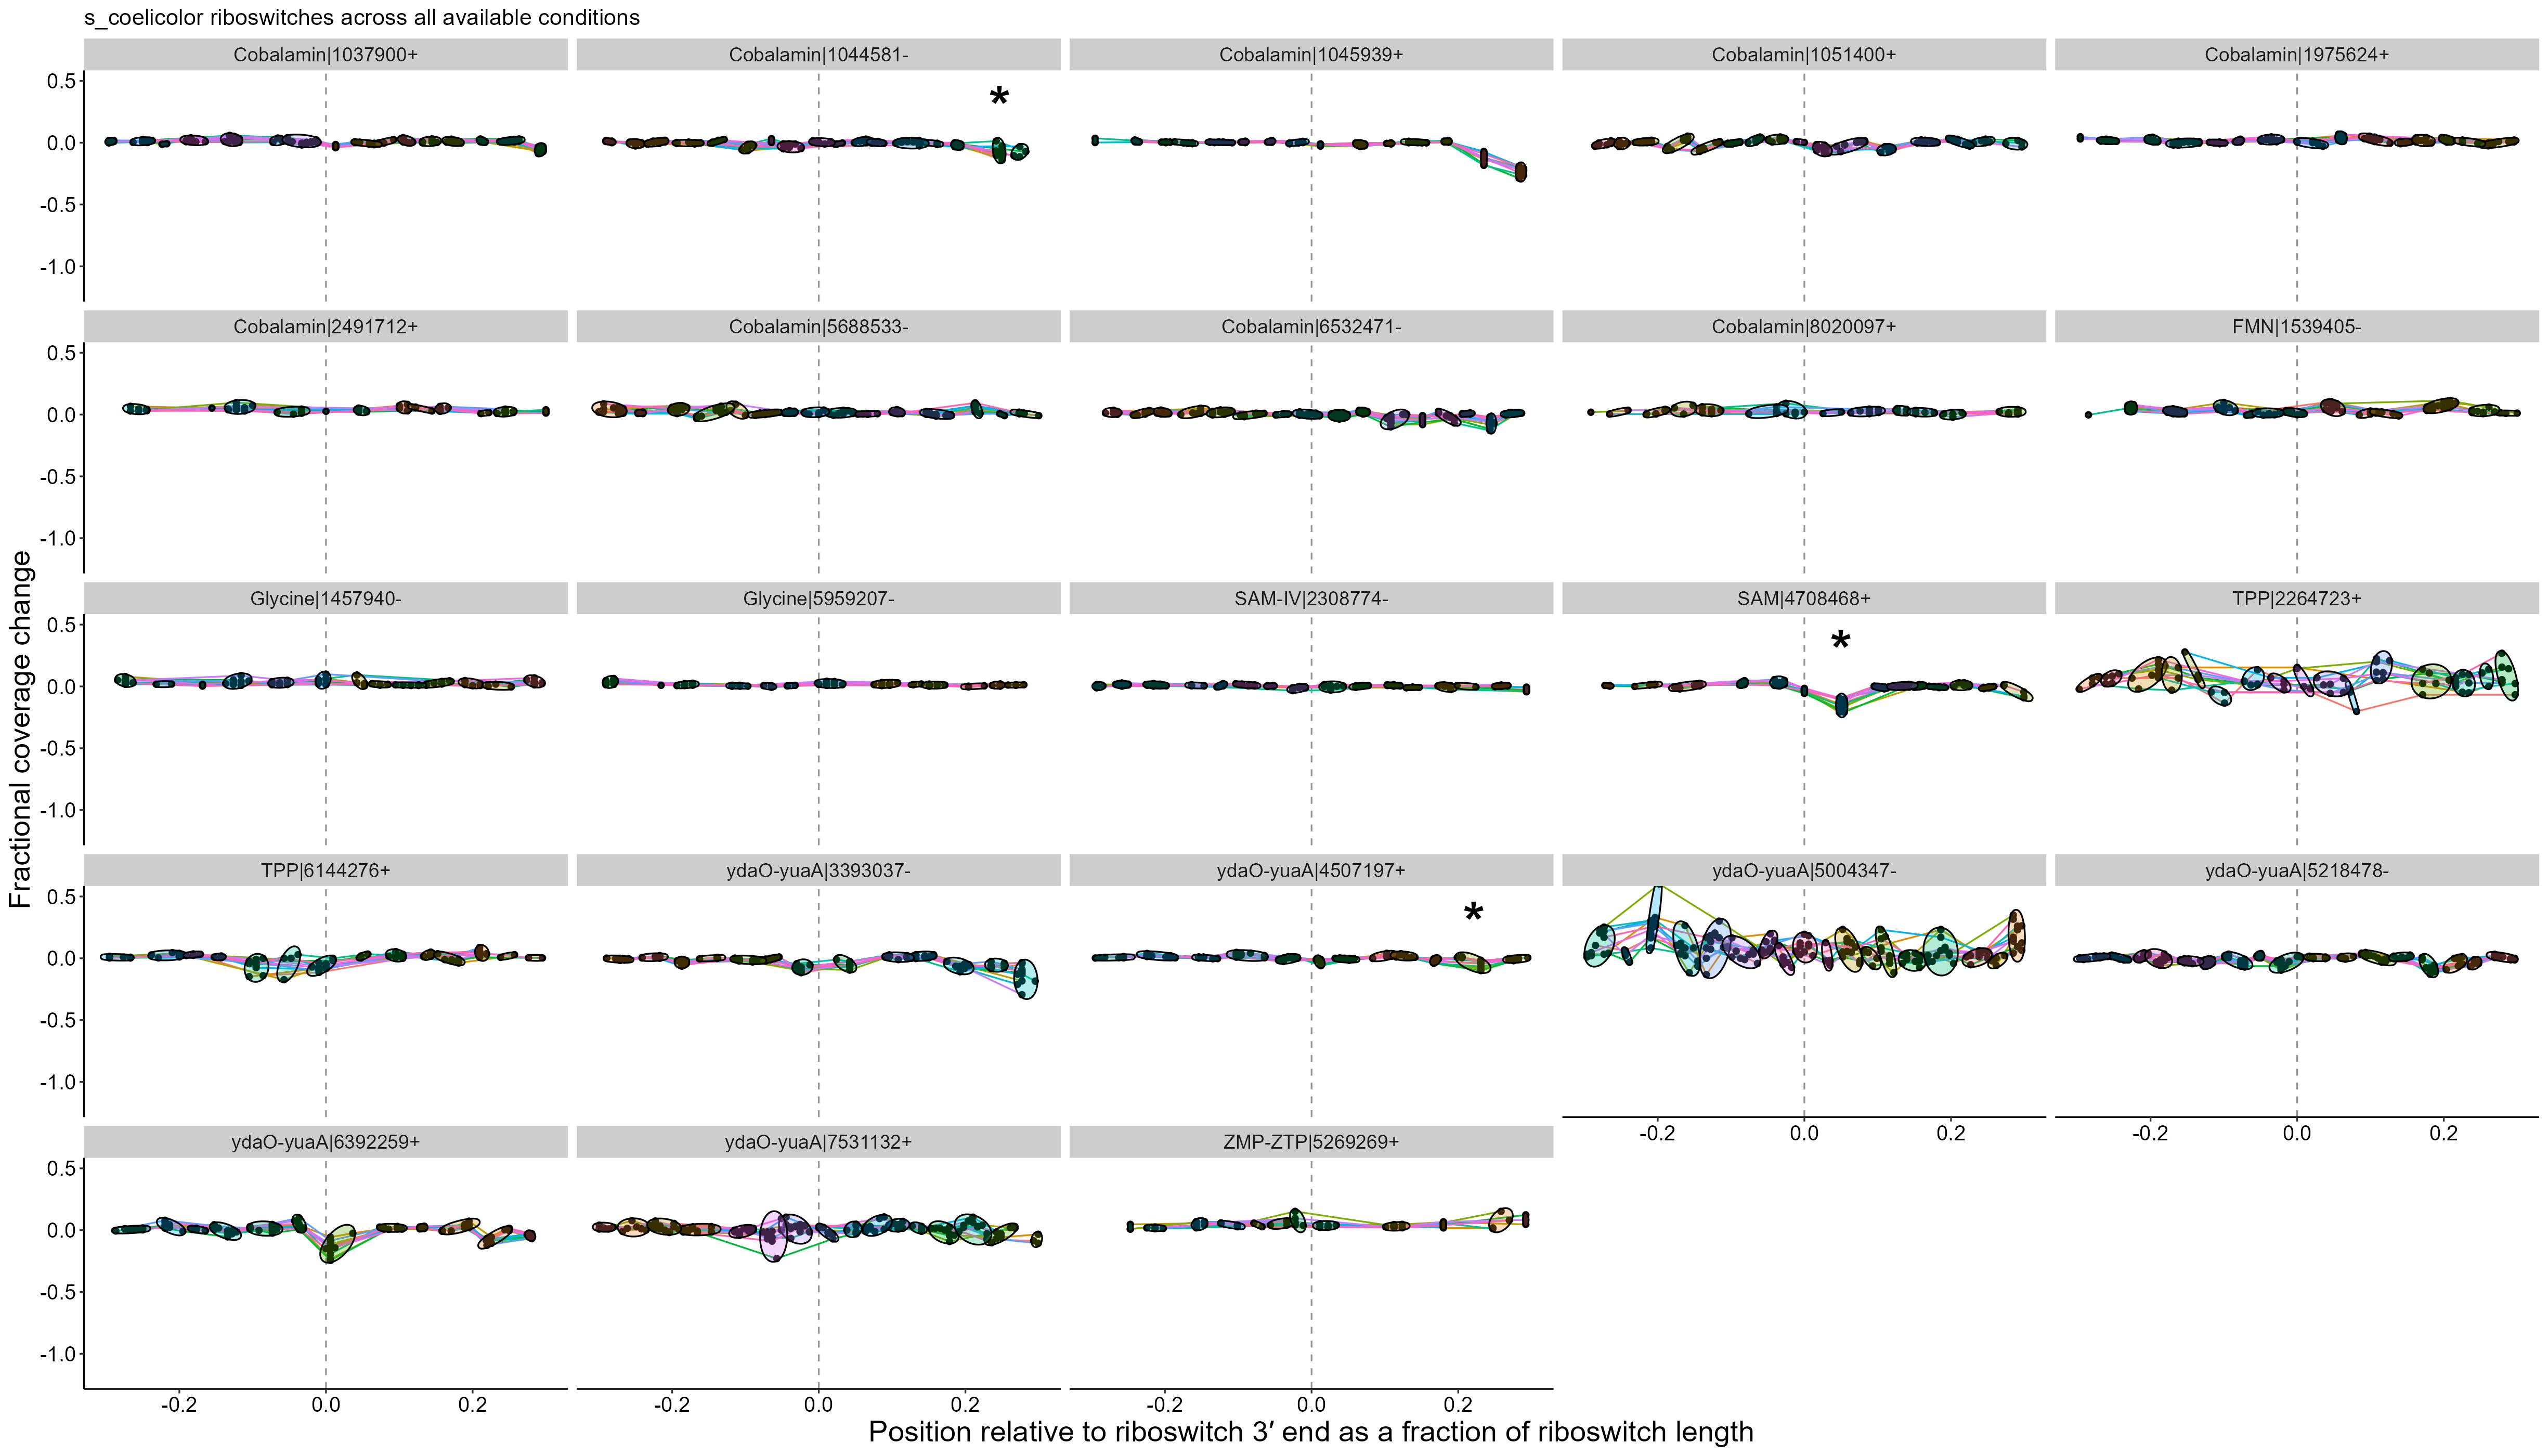 s_coelicolor riboswitches across all available conditions
Cobalamin|1037900+
Cobalamin|1044581-
Cobalamin|1045939+
Cobalamin|1051400+
Cobalamin|1975624+
0.5
0.0
-0.5
-1.0
*
Cobalamin|2491712+
Cobalamin|5688533-
Cobalamin|6532471-
Cobalamin|8020097+
FMN|1539405-
0.5
0.0
-0.5
-1.0
Glycine|1457940-
Glycine|5959207-
SAM-IV|2308774-
SAM|4708468+
TPP|2264723+
0.5
0.0
-0.5
-1.0
*
TPP|6144276+
ydaO-yuaA|3393037-
ydaO-yuaA|4507197+
ydaO-yuaA|5004347-
ydaO-yuaA|5218478-
0.5
0.0
-0.5
-1.0
*
-0.2 0.0 0.2
-0.2 0.0 0.2
ydaO-yuaA|6392259+
ydaO-yuaA|7531132+
ZMP-ZTP|5269269+
0.5
0.0
-0.5
-1.0
-0.2 0.0 0.2
-0.2 0.0 0.2
-0.2 0.0 0.2
Fractional coverage change
Position relative to riboswitch 3′ end as a fraction of riboswitch length